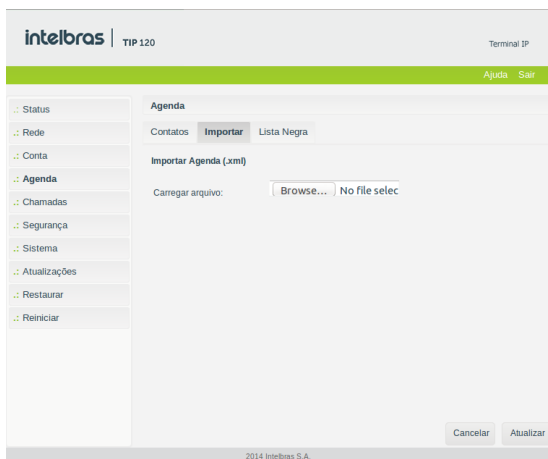 intelbras TIP 120
Terminal IP
Ajuda Sair
.: Status
.: Rede
.: Conta
.: Agenda
.: Chamadas
.: Segurança
.: Sistema
.: Atualizações
.: Restaurar
.: Reiniciar
Agenda
Contatos Importar Lista Negra
Importar Agenda (.xml)
Carregar arquivo: Browse... No file selec
Cancelar Atualizar
2014 Intelbras S.A.